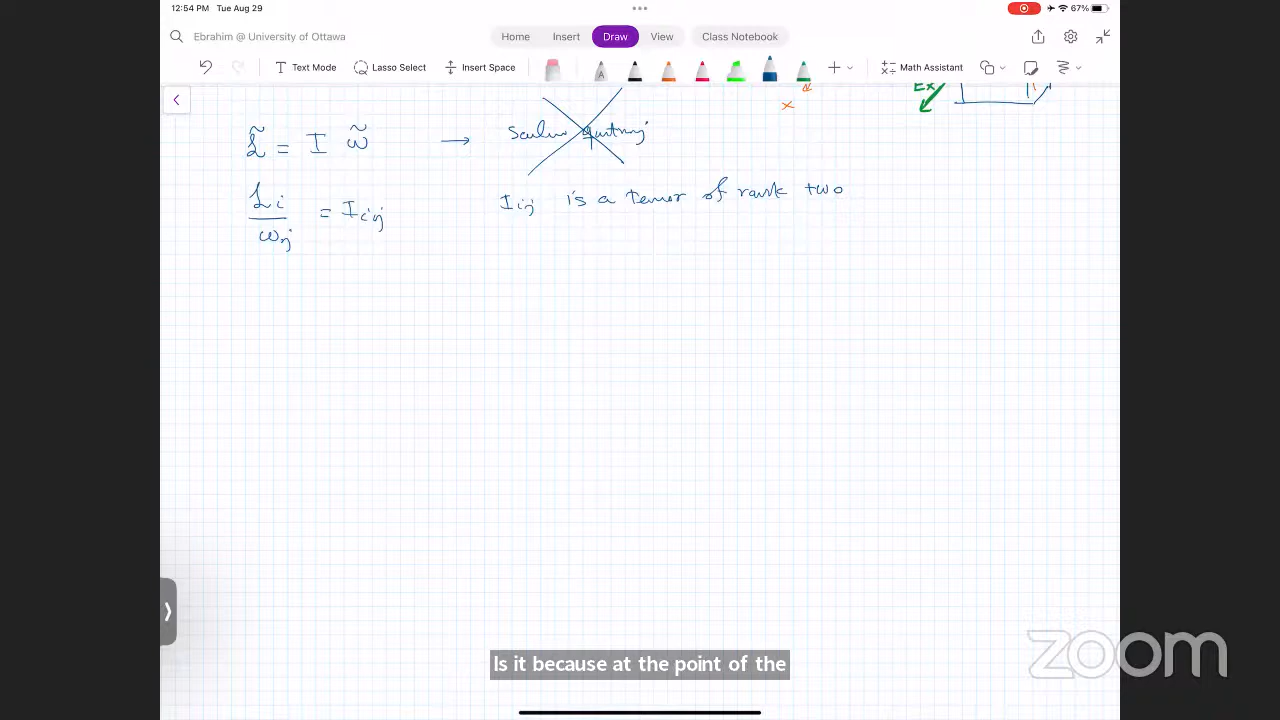 12:54 PM Tue Aug 29
67%
Ebrahim @ University of Ottawa
Home Insert Draw View Class Notebook
Text Mode Lasso Select Insert Space Math Assistant
Ex
x
L̃ = I ω̃ → Scalar quantity
Li / ωj = Iij
Iij is a tensor of rank two
Is it because at the point of the
zoom